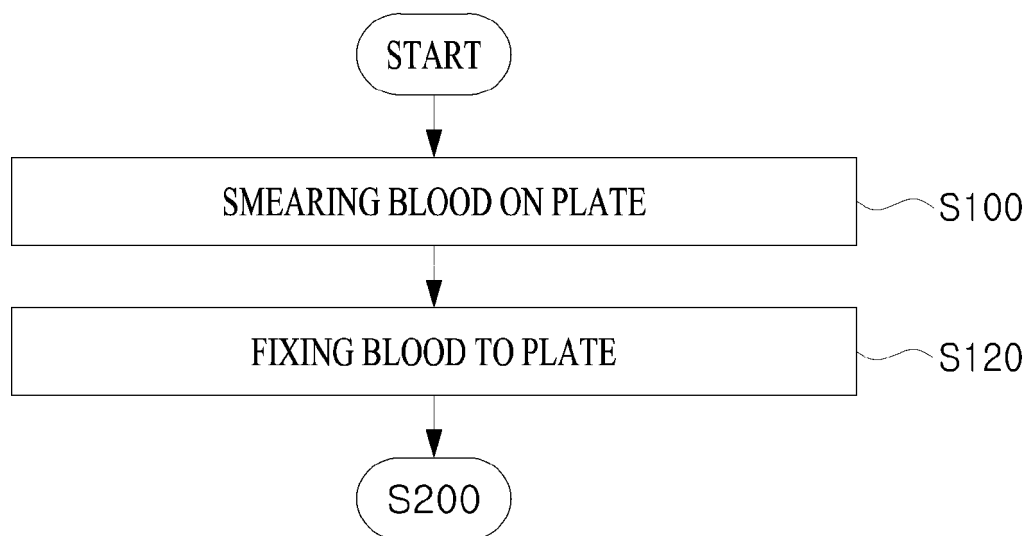 START
SMEARING BLOOD ON PLATE
S100
FIXING BLOOD TO PLATE
S120
S200